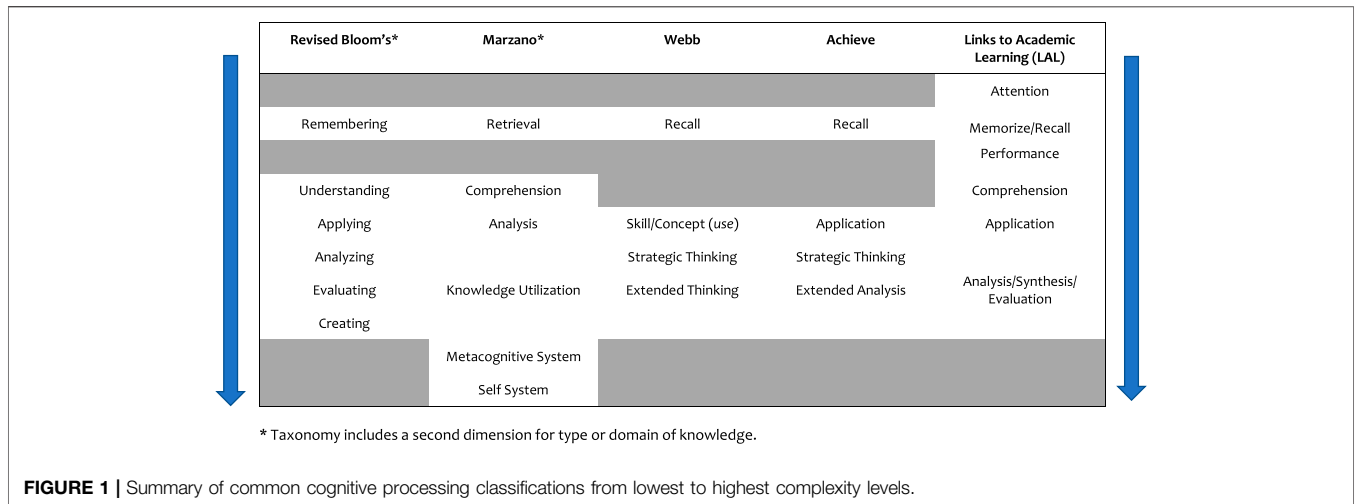 Revised Bloom's* Marzano* Webb Achieve Links to Academic
Learning (LAL)
Attention
Remembering Retrieval Recall Recall Memorize/Recall
Performance
Understanding Comprehension Comprehension
Applying Analysis Skill/Concept (use) Application Application
Analyzing Strategic Thinking Strategic Thinking
Evaluating Knowledge Utilization Extended Thinking Extended Analysis Analysis/Synthesis/
Evaluation
Creating
Metacognitive System
Self System
* Taxonomy includes a second dimension for type or domain of knowledge.
FIGURE 1 | Summary of common cognitive processing classifications from lowest to highest complexity levels.